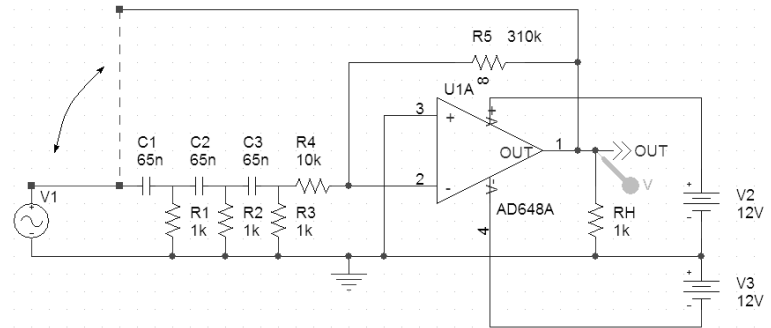 R5 310k
8
U1A
V+
3
+
C1
65n
C2
65n
C3
65n
R4
10k
OUT
1
OUT
2
-
V-
V
V1
+
-
R1
1k
R2
1k
R3
1k
AD648A
RH
1k
+
-
V2
12V
4
+
-
V3
12V